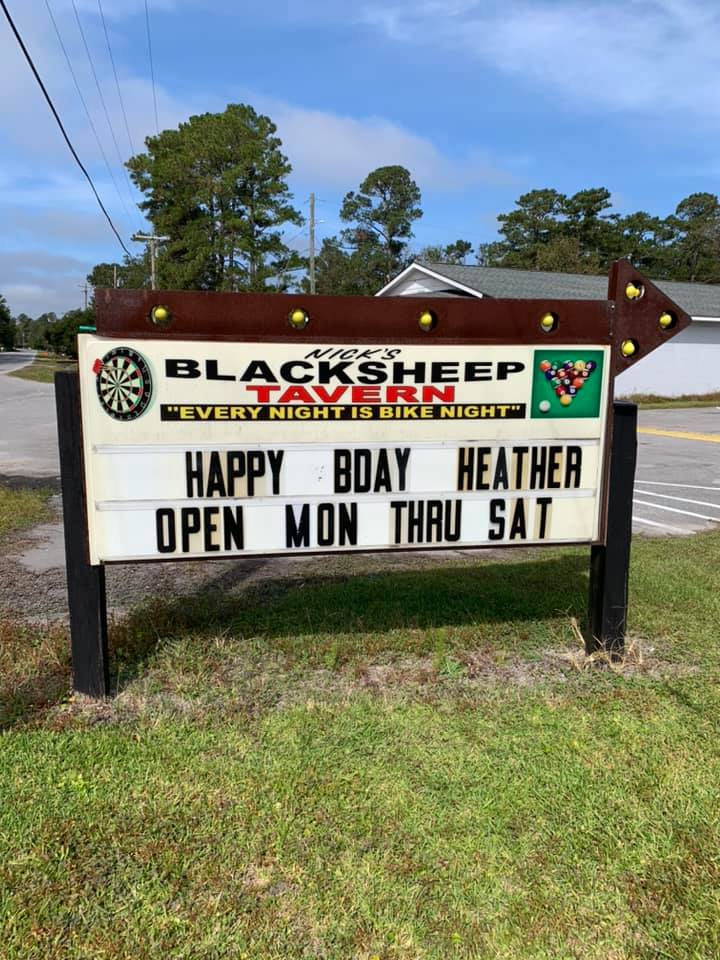 NICK'S
BLACKSHEEP
TAVERN
"EVERY NIGHT IS BIKE NIGHT"
HAPPY BDAY HEATHER
OPEN MON THRU SAT